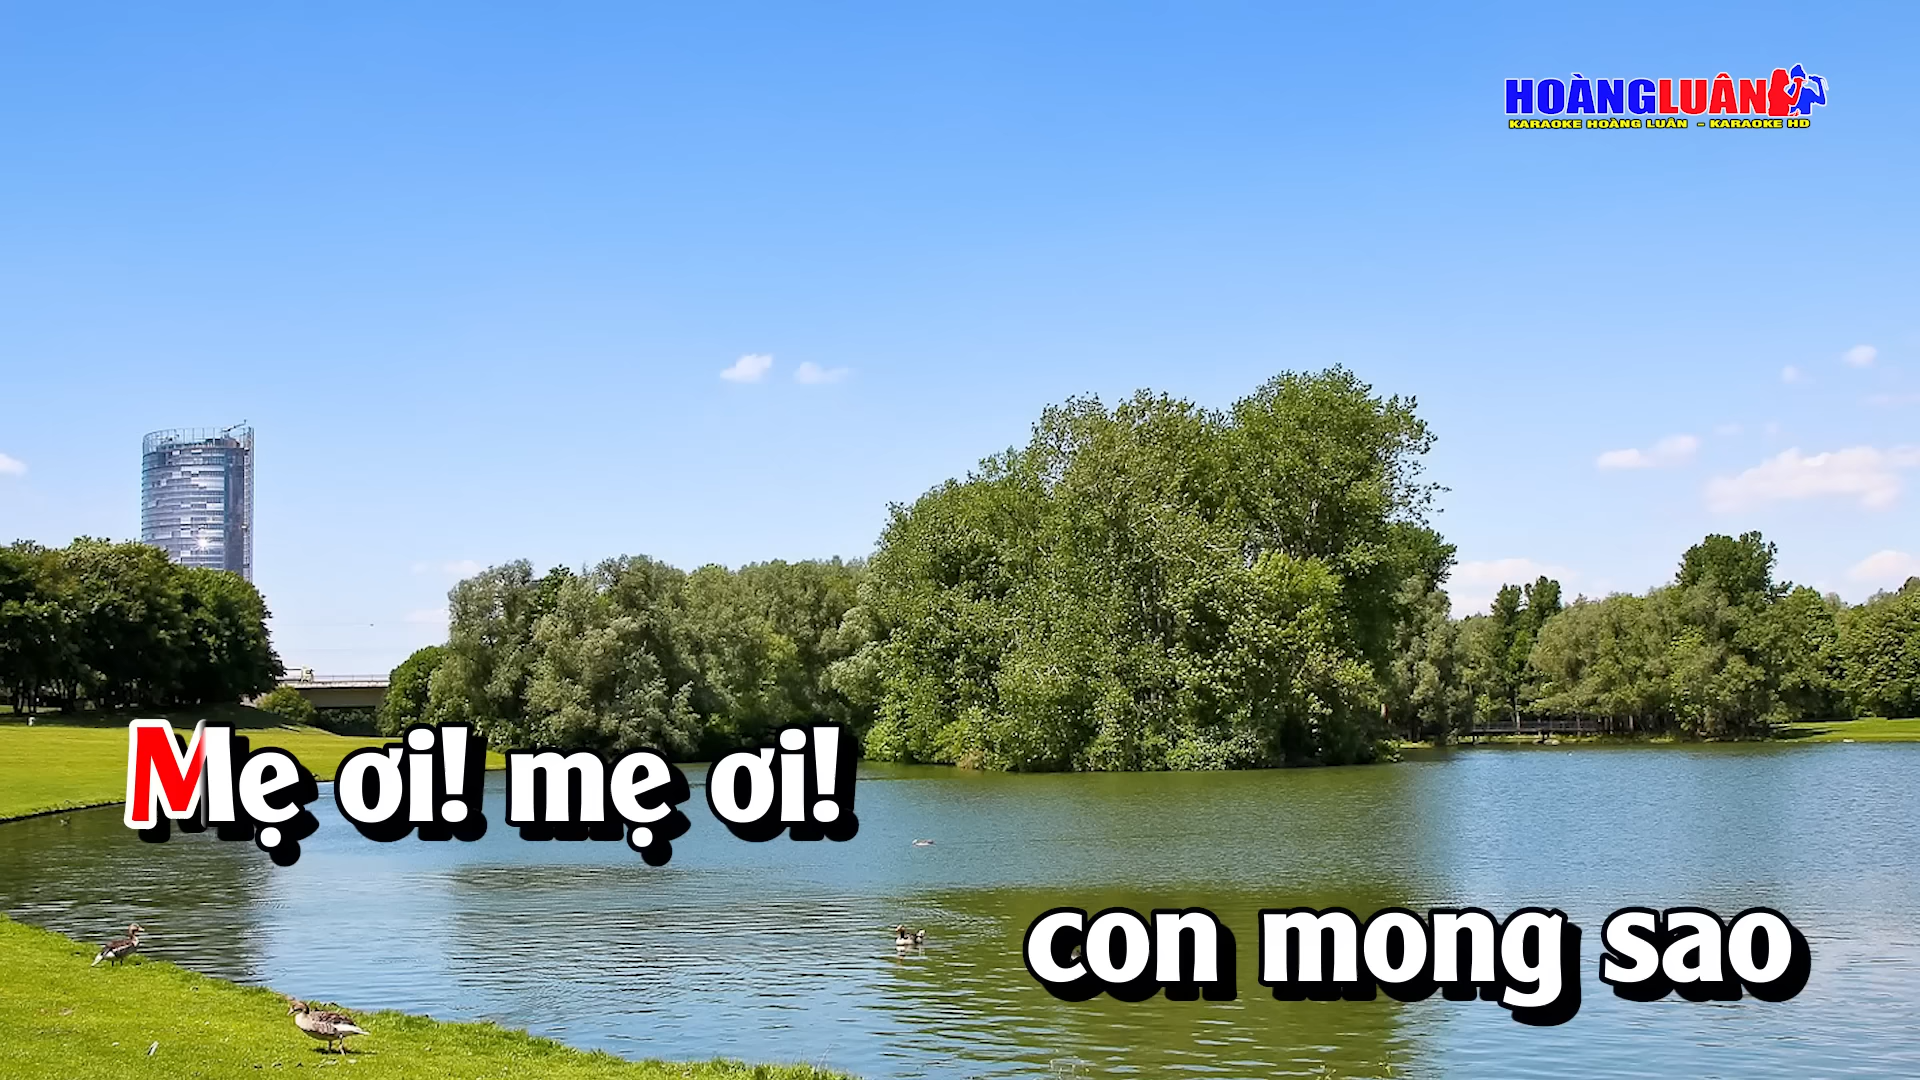 HOÀNGLUÂN
KARAOKE HOÀNG LUÂN - KARAOKE HD
Mẹ ơi! mẹ ơi!
con mong sao